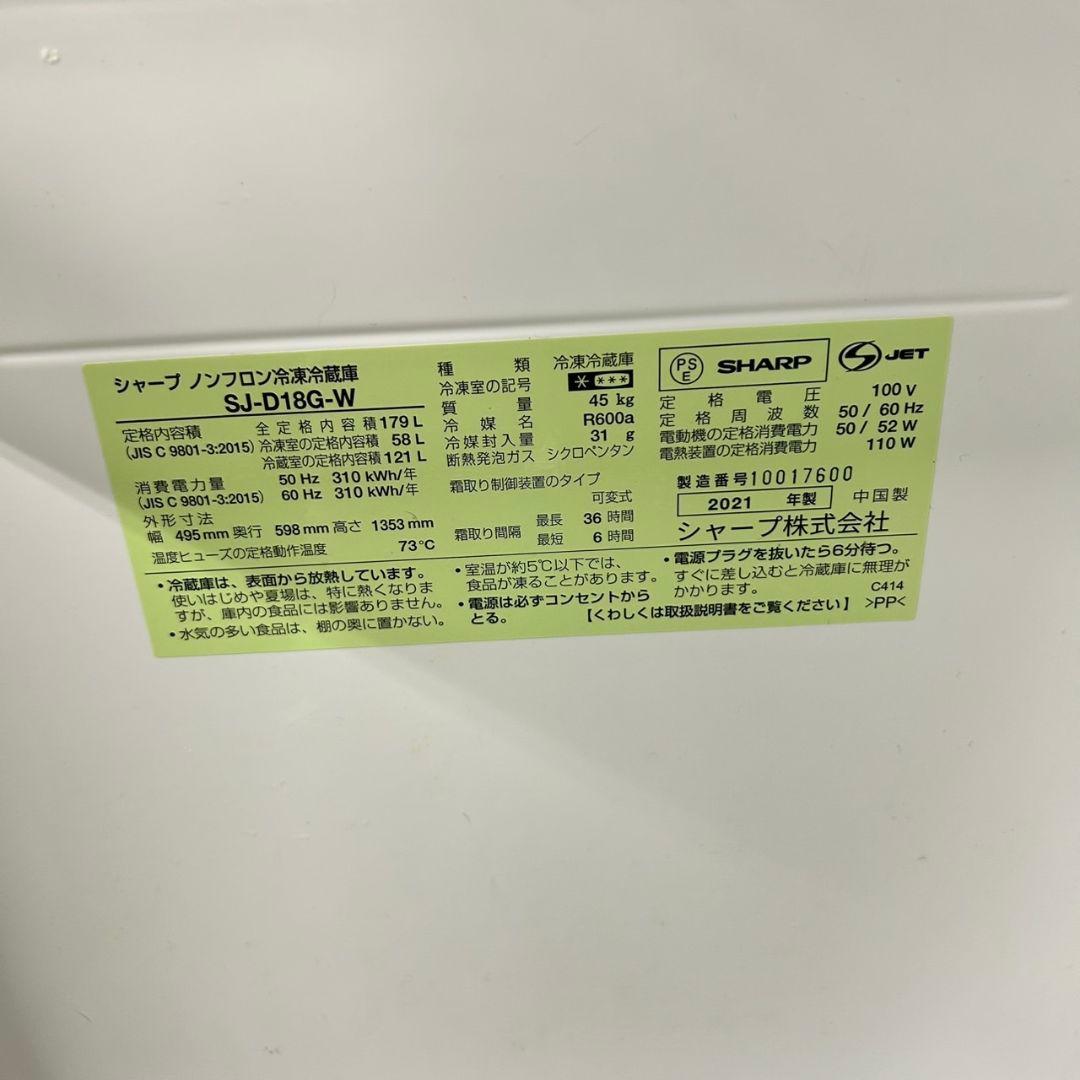 シャープ ノンフロン冷凍冷蔵庫
SJ-D18G-W
定格内容積
(JIS C 9801-3:2015)
全定格内容積 179 L
冷凍室の定格内容積 58 L
冷蔵室の定格内容積 121 L
消費電力量
(JIS C 9801-3:2015)
50 Hz 310 kWh/年
60 Hz 310 kWh/年
外形寸法
幅 495 mm 奥行 598 mm 高さ 1353 mm
温度ヒューズの定格動作温度 73℃
種類 冷凍冷蔵庫
冷凍室の記号 * ***
質量 45 kg
冷媒名 R600a
冷媒封入量 31 g
断熱発泡ガス シクロペンタン
霜取り制御装置のタイプ
可変式
霜取り間隔
最長 36 時間
最短 6 時間
PS
E
SHARP
S JET
定格電圧 100 V
定格周波数 50 / 60 Hz
電動機の定格消費電力 50 / 52 W
電熱装置の定格消費電力 110 W
製造番号 10017600
2021 年製 中国製
シャープ株式会社
・冷蔵庫は、表面から放熱しています。
使いはじめや夏場は、特に熱くなりま
すが、庫内の食品には影響ありません。
・水気の多い食品は、棚の奥に置かない。
・室温が約5℃以下では、
食品が凍ることがあります。
・電源は必ずコンセントから
とる。
・電源プラグを抜いたら6分待つ。
すぐに差し込むと冷蔵庫に無理が
かかります。
【くわしくは取扱説明書をご覧ください】
C414
>PP<